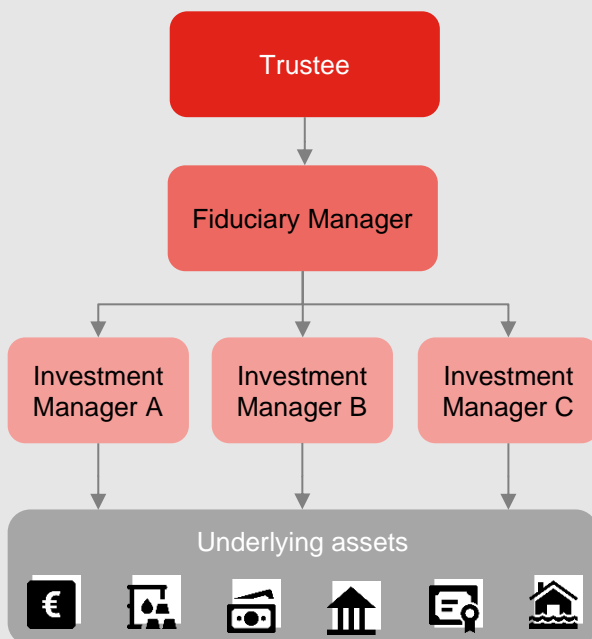 Trustee
Fiduciary Manager
Investment
Manager A
Investment
Manager B
Investment
Manager C
Underlying assets
€